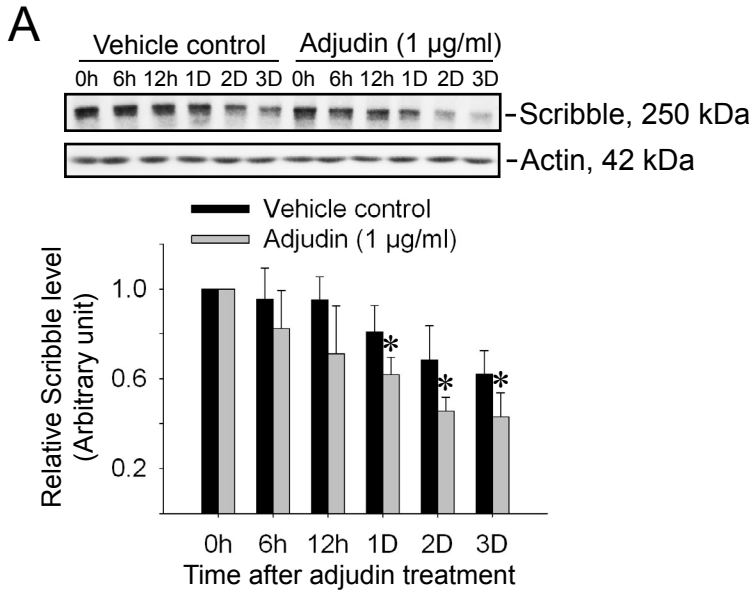 A
Vehicle control Adjudin (1 µg/ml)
0h 6h 12h 1D 2D 3D 0h 6h 12h 1D 2D 3D
Scribble, 250 kDa
Actin, 42 kDa
Vehicle control
Adjudin (1 µg/ml)
Relative Scribble level
(Arbitrary unit)
1.0
0.6
0.2
* * *
0h 6h 12h 1D 2D 3D
Time after adjudin treatment